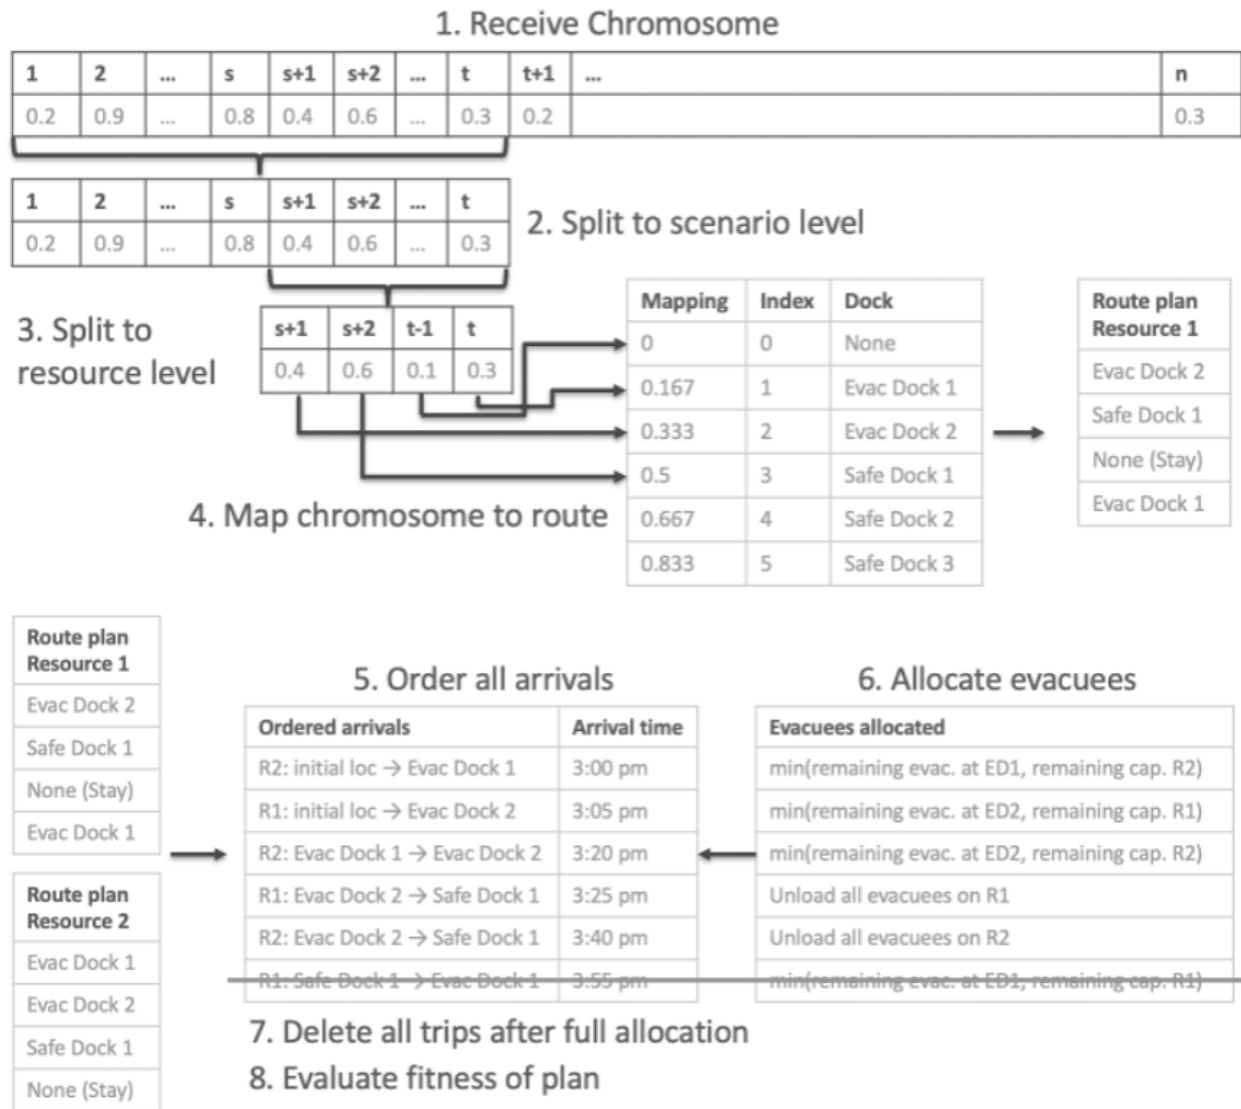 1. Receive Chromosome
1 2 ... s s+1 s+2 ... t t+1 ... n
0.2 0.9 ... 0.8 0.4 0.6 ... 0.3 0.2 0.3
1 2 ... s s+1 s+2 ... t
0.2 0.9 ... 0.8 0.4 0.6 ... 0.3
2. Split to scenario level
3. Split to
resource level
s+1 s+2 t-1 t
0.4 0.6 0.1 0.3
4. Map chromosome to route
Mapping Index Dock
0 0 None
0.167 1 Evac Dock 1
0.333 2 Evac Dock 2
0.5 3 Safe Dock 1
0.667 4 Safe Dock 2
0.833 5 Safe Dock 3
Route plan
Resource 1
Evac Dock 2
Safe Dock 1
None (Stay)
Evac Dock 1
Route plan
Resource 1
Evac Dock 2
Safe Dock 1
None (Stay)
Evac Dock 1
Route plan
Resource 2
Evac Dock 1
Evac Dock 2
Safe Dock 1
None (Stay)
5. Order all arrivals
Ordered arrivals Arrival time
R2: initial loc → Evac Dock 1 3:00 pm
R1: initial loc → Evac Dock 2 3:05 pm
R2: Evac Dock 1 → Evac Dock 2 3:20 pm
R1: Evac Dock 2 → Safe Dock 1 3:25 pm
R2: Evac Dock 2 → Safe Dock 1 3:40 pm
R1: Safe Dock 1 → Evac Dock 1 3:55 pm
6. Allocate evacuees
Evacuees allocated
min(remaining evac. at ED1, remaining cap. R2)
min(remaining evac. at ED2, remaining cap. R1)
min(remaining evac. at ED2, remaining cap. R2)
Unload all evacuees on R1
Unload all evacuees on R2
min(remaining evac. at ED1, remaining cap. R1)
7. Delete all trips after full allocation
8. Evaluate fitness of plan